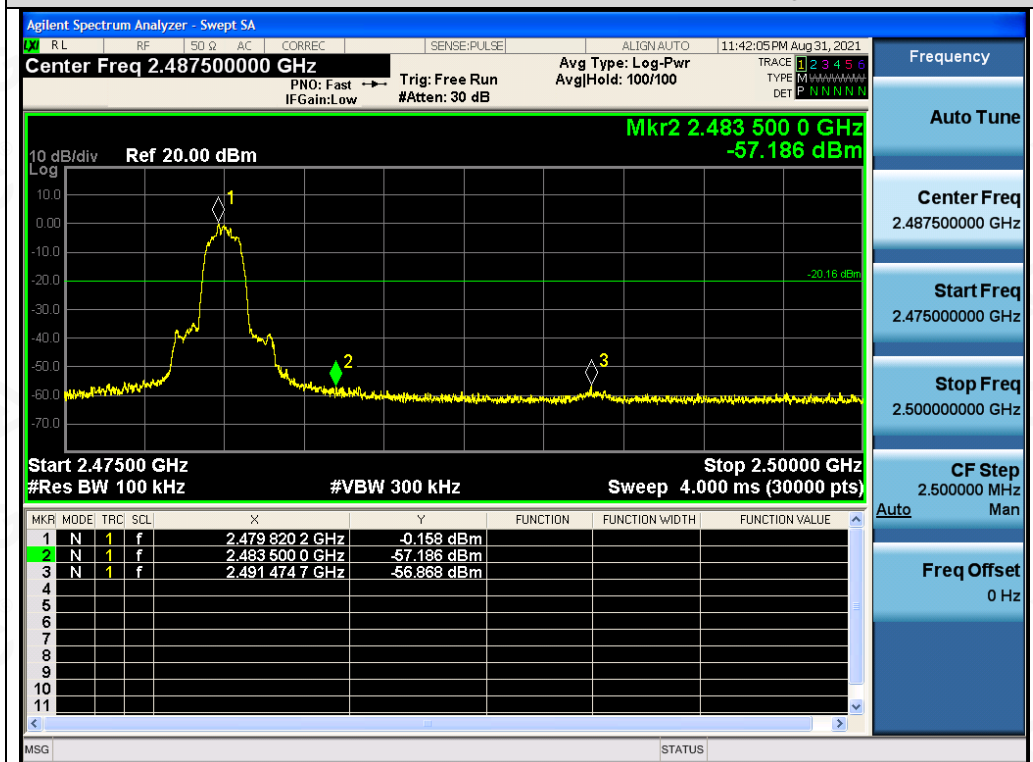 Agilent Spectrum Analyzer - Swept SA
LXI RL RF 50 Ω AC CORREC SENSE:PULSE ALIGN AUTO 11:42:05 PM Aug 31, 2021
Center Freq 2.487500000 GHz
PNO: Fast
IFGain:Low
Trig: Free Run
#Atten: 30 dB
Avg Type: Log-Pwr
Avg|Hold: 100/100
TRACE 1 2 3 4 5 6
TYPE M WWWWW
DET P N N N N N
Mkr2 2.483 500 0 GHz
-57.186 dBm
10 dB/div Ref 20.00 dBm
Log
10.0
0.00
-10.0
-20.0
-30.0
-40.0
-50.0
-60.0
-70.0
1
2
3
-20.16 dBm
Start 2.47500 GHz Stop 2.50000 GHz
#Res BW 100 kHz #VBW 300 kHz Sweep 4.000 ms (30000 pts)
MKR MODE TRC SCL X Y FUNCTION FUNCTION WIDTH FUNCTION VALUE
1 N 1 f 2.479 820 2 GHz -0.158 dBm
2 N 1 f 2.483 500 0 GHz -57.186 dBm
3 N 1 f 2.491 474 7 GHz -56.868 dBm
4
5
6
7
8
9
10
11
MSG STATUS
Frequency
Auto Tune
Center Freq
2.487500000 GHz
Start Freq
2.475000000 GHz
Stop Freq
2.500000000 GHz
CF Step
2.500000 MHz
Auto Man
Freq Offset
0 Hz